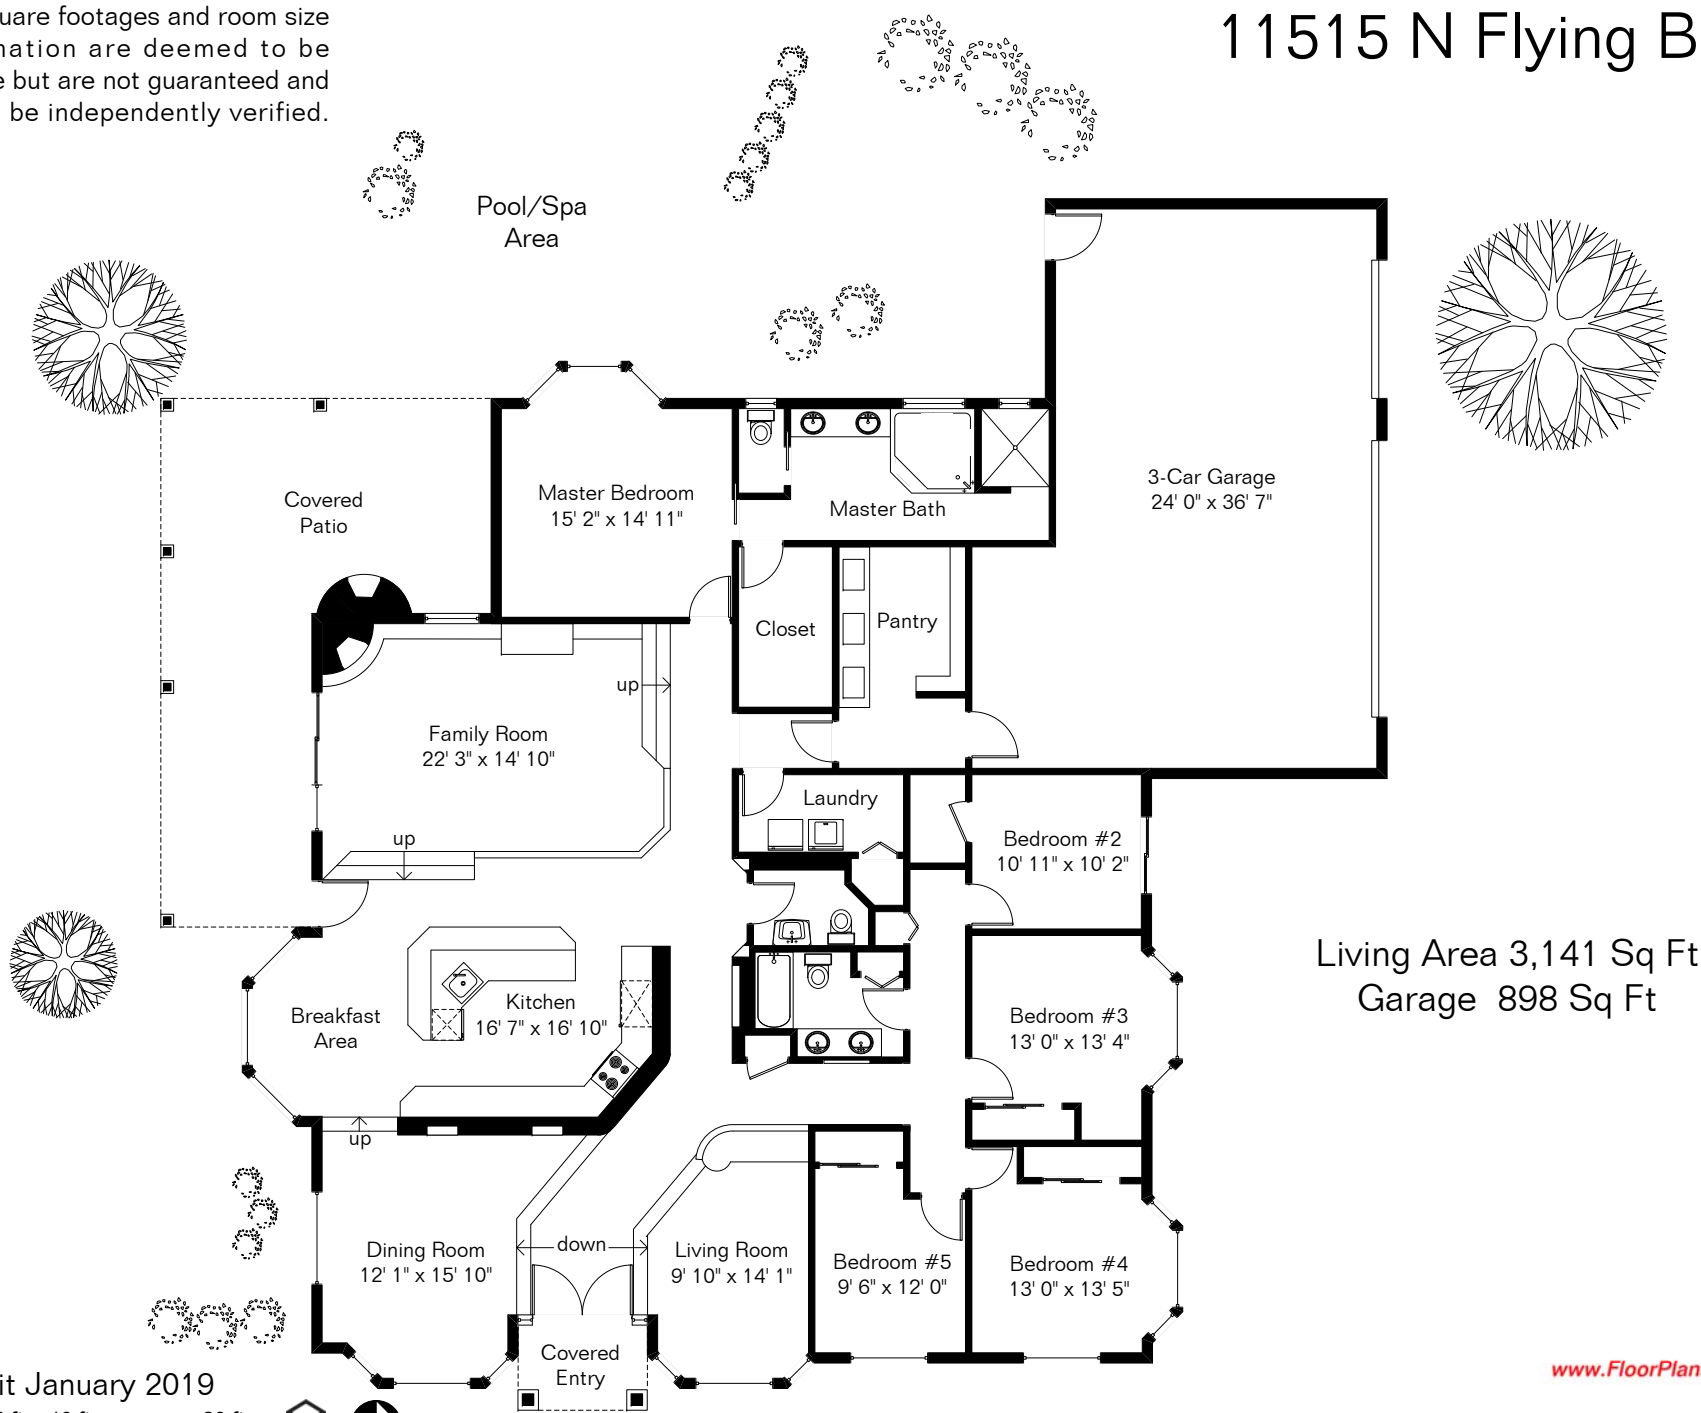 uare footages and room size
nation are deemed to be
e but are not guaranteed and
be independently verified.
11515 N Flying B
Pool/Spa
Area
Covered
Patio
Master Bedroom
15' 2" x 14' 11"
Master Bath
3-Car Garage
24' 0" x 36' 7"
Closet
Pantry
up
Family Room
22' 3" x 14' 10"
up
Laundry
Bedroom #2
10' 11" x 10' 2"
Living Area 3,141 Sq Ft
Garage 898 Sq Ft
Breakfast
Area
Kitchen
16' 7" x 16' 10"
Bedroom #3
13' 0" x 13' 4"
up
Dining Room
12' 1" x 15' 10"
down
Living Room
9' 10" x 14' 1"
Bedroom #5
9' 6" x 12' 0"
Bedroom #4
13' 0" x 13' 5"
Covered
Entry
it January 2019
www.FloorPlan